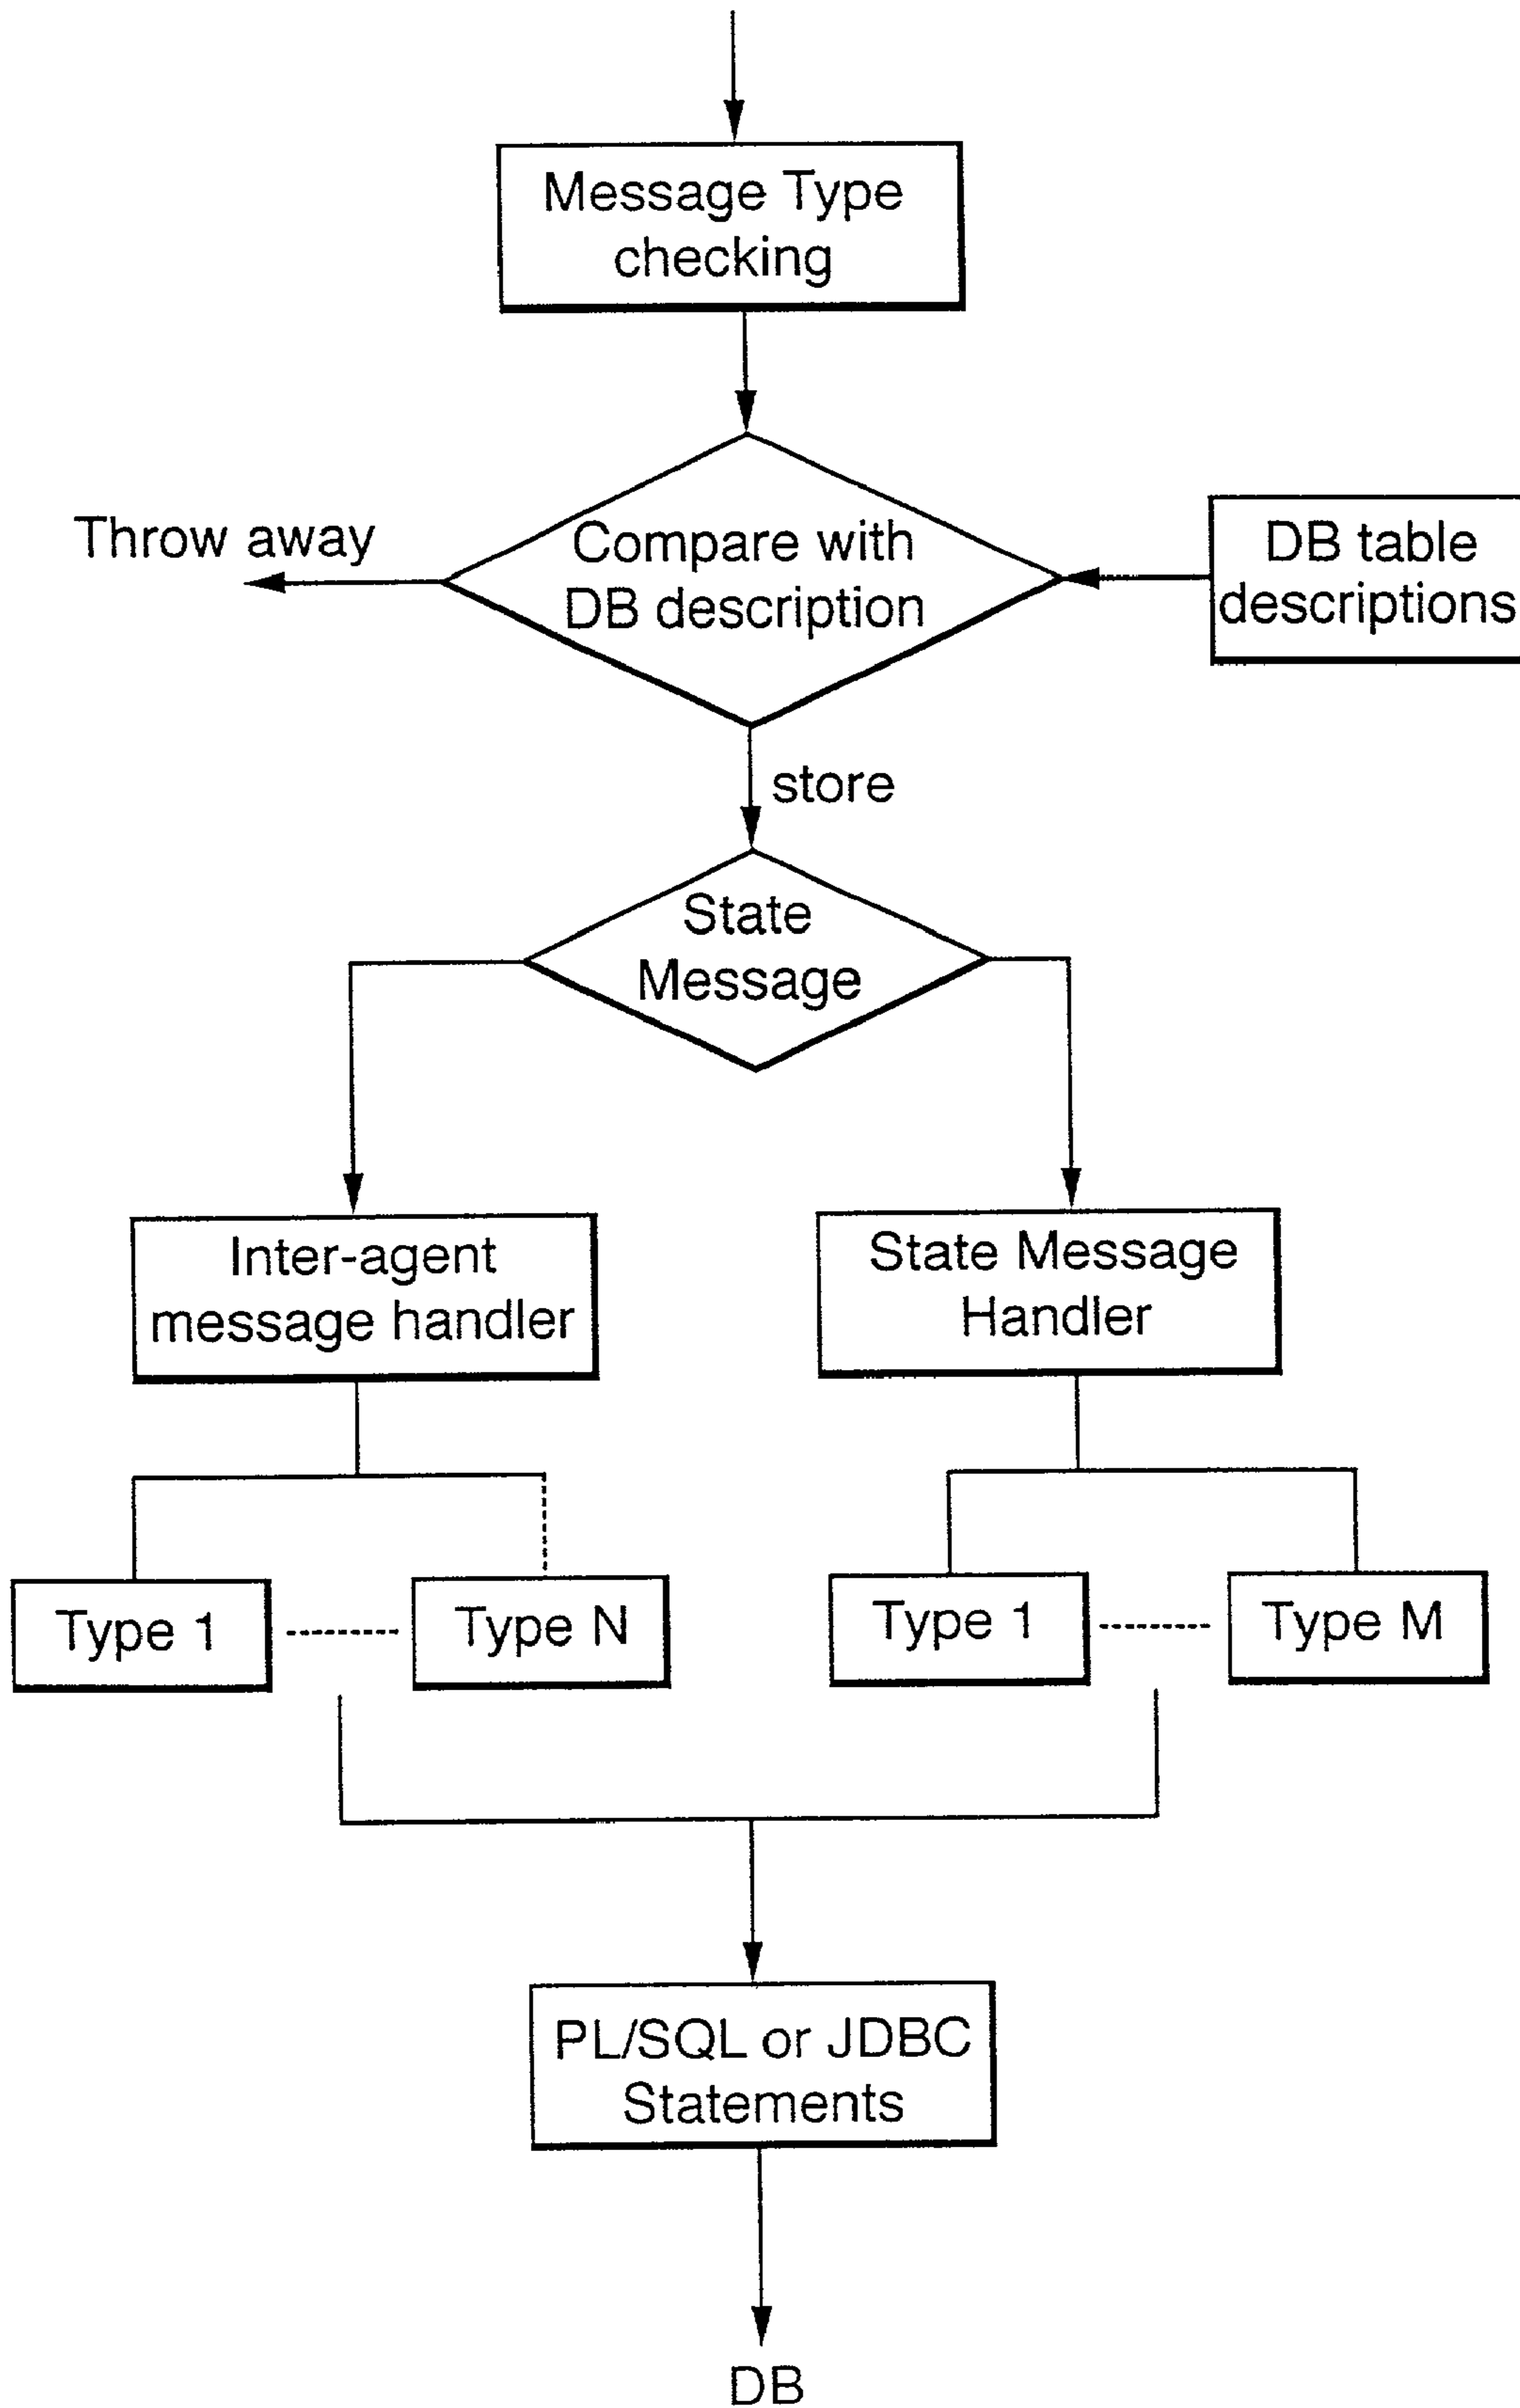 Message Type
checking
Throw away
Compare with
DB description
DB table
descriptions
store
State
Message
Inter-agent
message handler
State Message
Handler
Type 1
Type N
Type 1
Type M
PL/SQL or JDBC
Statements
DB